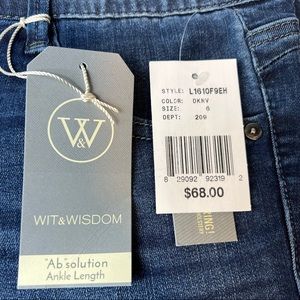 W&W
WIT&WISDOM
"Ab"solution
Ankle Length
STYLE: L1610F9EH
COLOR: DKNV
SIZE: 6
DEPT: 209
6 29092 92319 2
$68.00